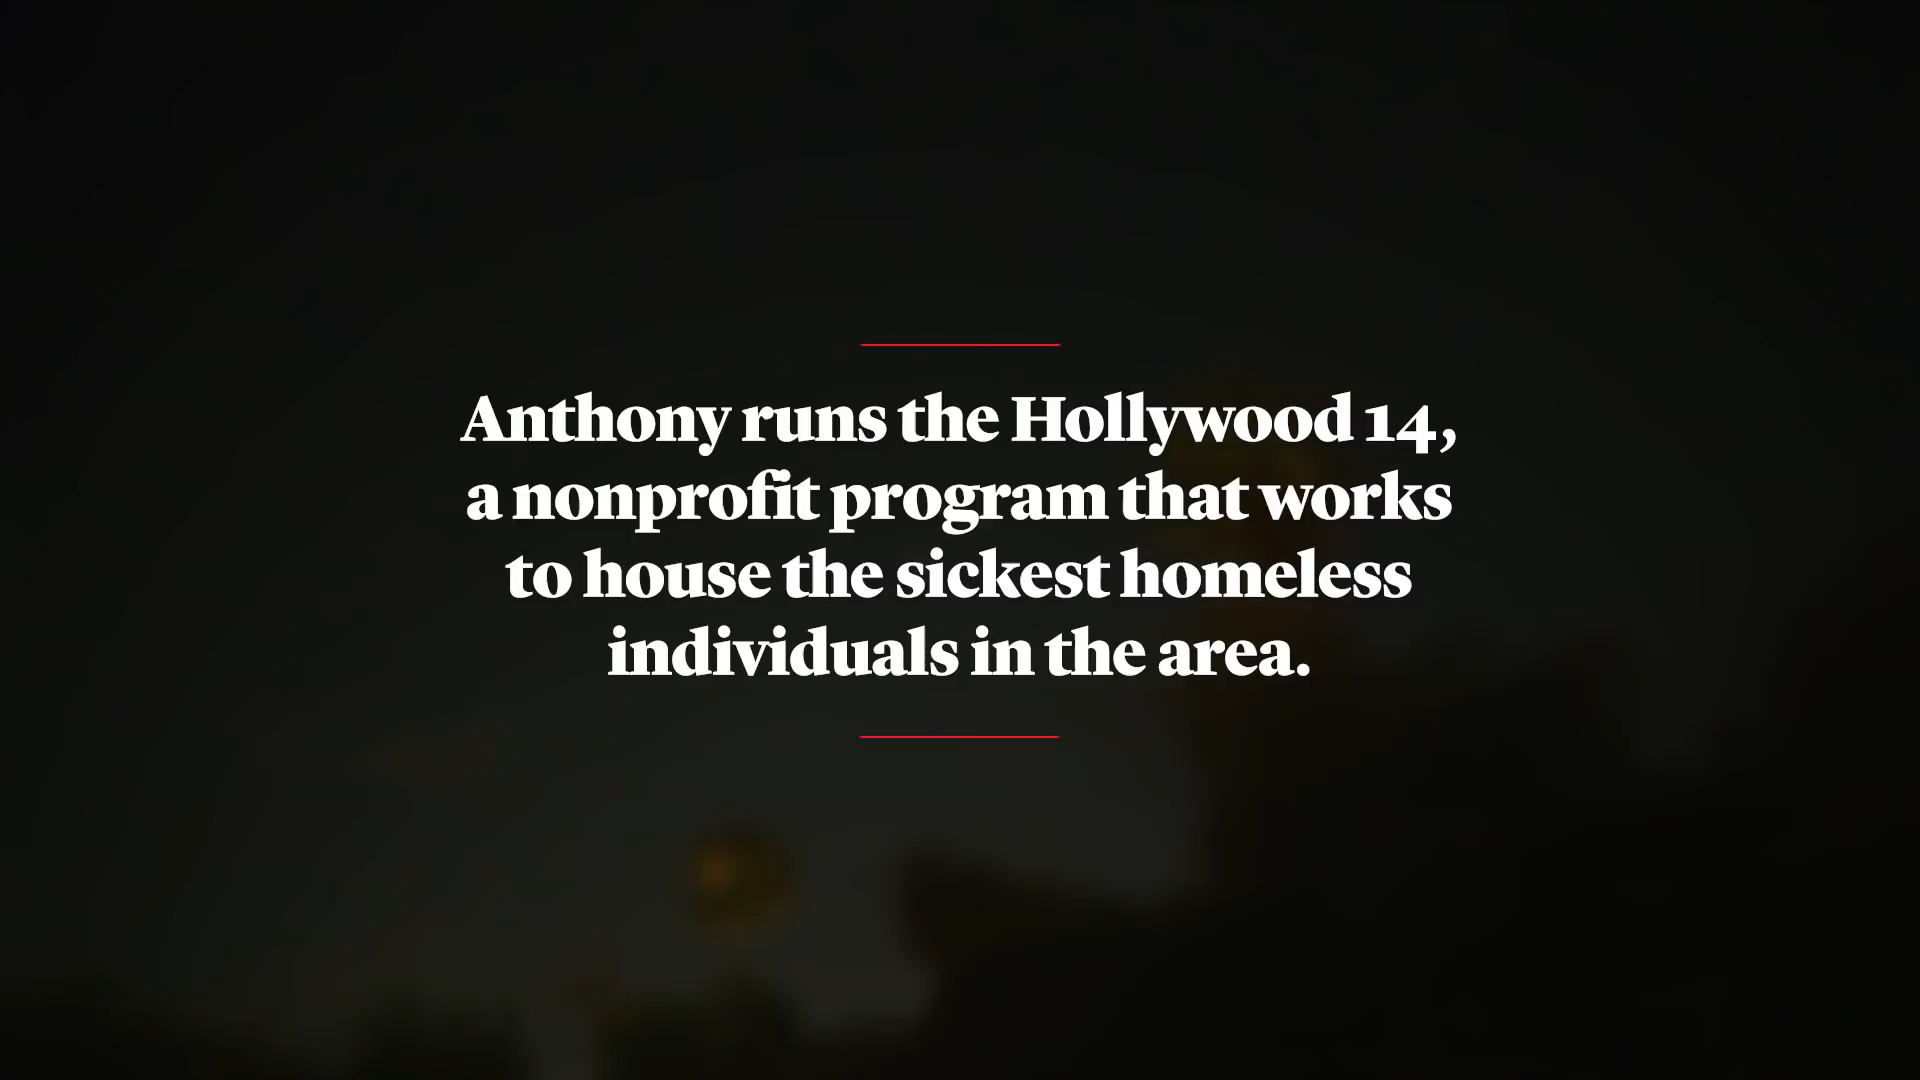 Anthony runs the Hollywood 14,
a nonprofit program that works
to house the sickest homeless
individuals in the area.